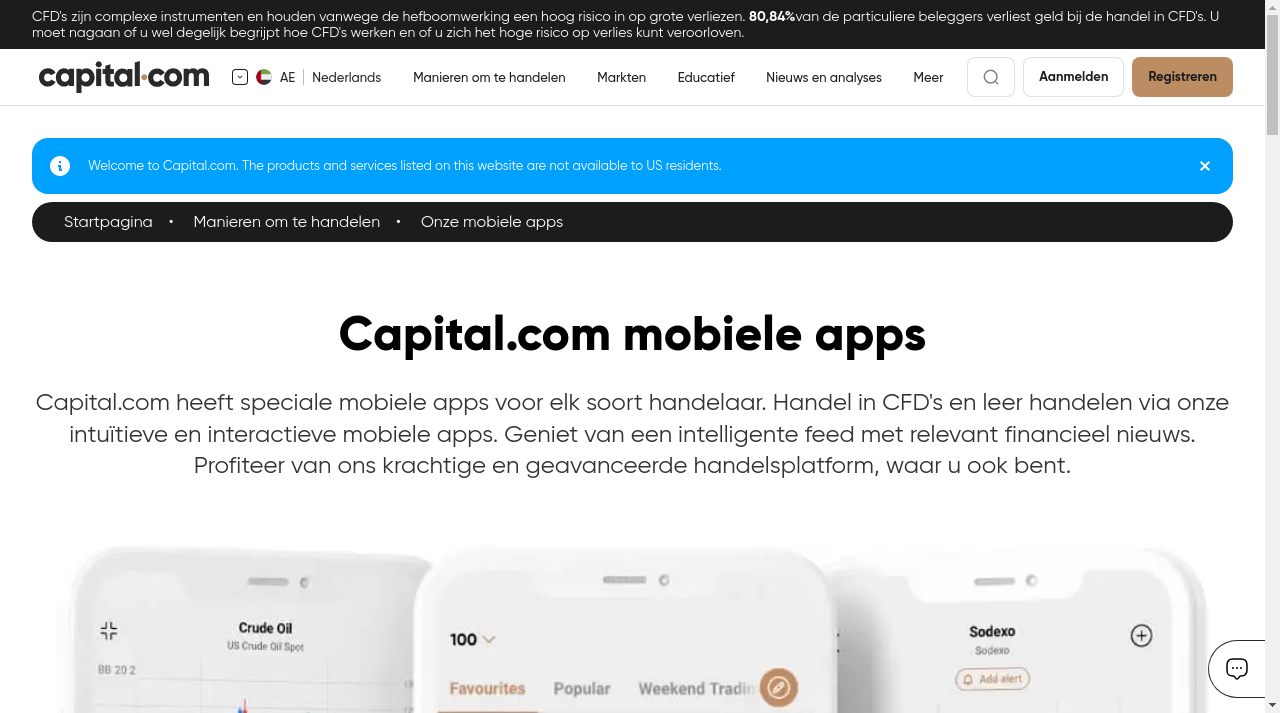 CFD's zijn complexe instrumenten en houden vanwege de hefboomwerking een hoog risico in op grote verliezen. 80,84%van de particuliere beleggers verliest geld bij de handel in CFD's. U
moet nagaan of u wel degelijk begrijpt hoe CFD's werken en of u zich het hoge risico op verlies kunt veroorloven.
capital.com AE Nederlands Manieren om te handelen Markten Educatief Nieuws en analyses Meer Aanmelden Registreren
Welcome to Capital.com. The products and services listed on this website are not available to US residents.
Startpagina • Manieren om te handelen • Onze mobiele apps
Capital.com mobiele apps
Capital.com heeft speciale mobiele apps voor elk soort handelaar. Handel in CFD's en leer handelen via onze
intuïtieve en interactieve mobiele apps. Geniet van een intelligente feed met relevant financieel nieuws.
Profiteer van ons krachtige en geavanceerde handelsplatform, waar u ook bent.
Crude Oil
US Crude Oil Spot
BB 20 2
100
Favourites Popular Weekend Tradin
Sodexo
Sodexo
Add alert